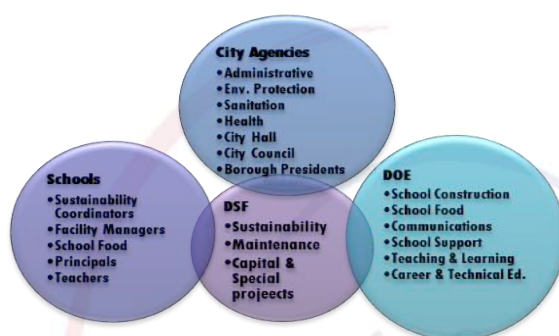 City Agencies
•Administrative
•Env. Protection
•Sanitation
•Health
•City Hall
•City Council
•Borough Presidents
Schools
•Sustainability
Coordinators
•Facility Managers
•School Food
•Principals
•Teachers
DSF
•Sustainability
•Maintenance
•Capital &
Special
projeects
DOE
•School Construction
•School Food
•Communications
•School Support
•Teaching & Learning
•Career & Technical Ed.